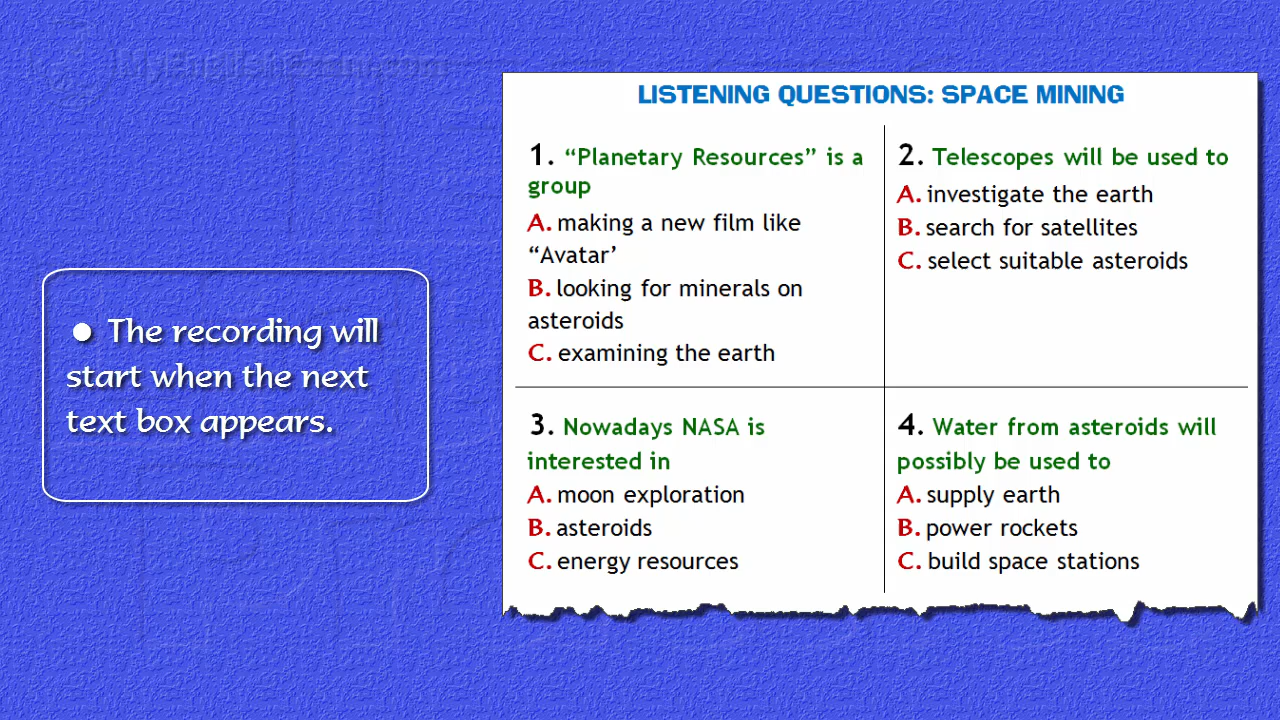 MyEnglishExam.com
LISTENING QUESTIONS: SPACE MINING
1. “Planetary Resources” is a
group
A. making a new film like
“Avatar’
B. looking for minerals on
asteroids
C. examining the earth
2. Telescopes will be used to
A. investigate the earth
B. search for satellites
C. select suitable asteroids
3. Nowadays NASA is
interested in
A. moon exploration
B. asteroids
C. energy resources
4. Water from asteroids will
possibly be used to
A. supply earth
B. power rockets
C. build space stations
● The recording will
start when the next
text box appears.